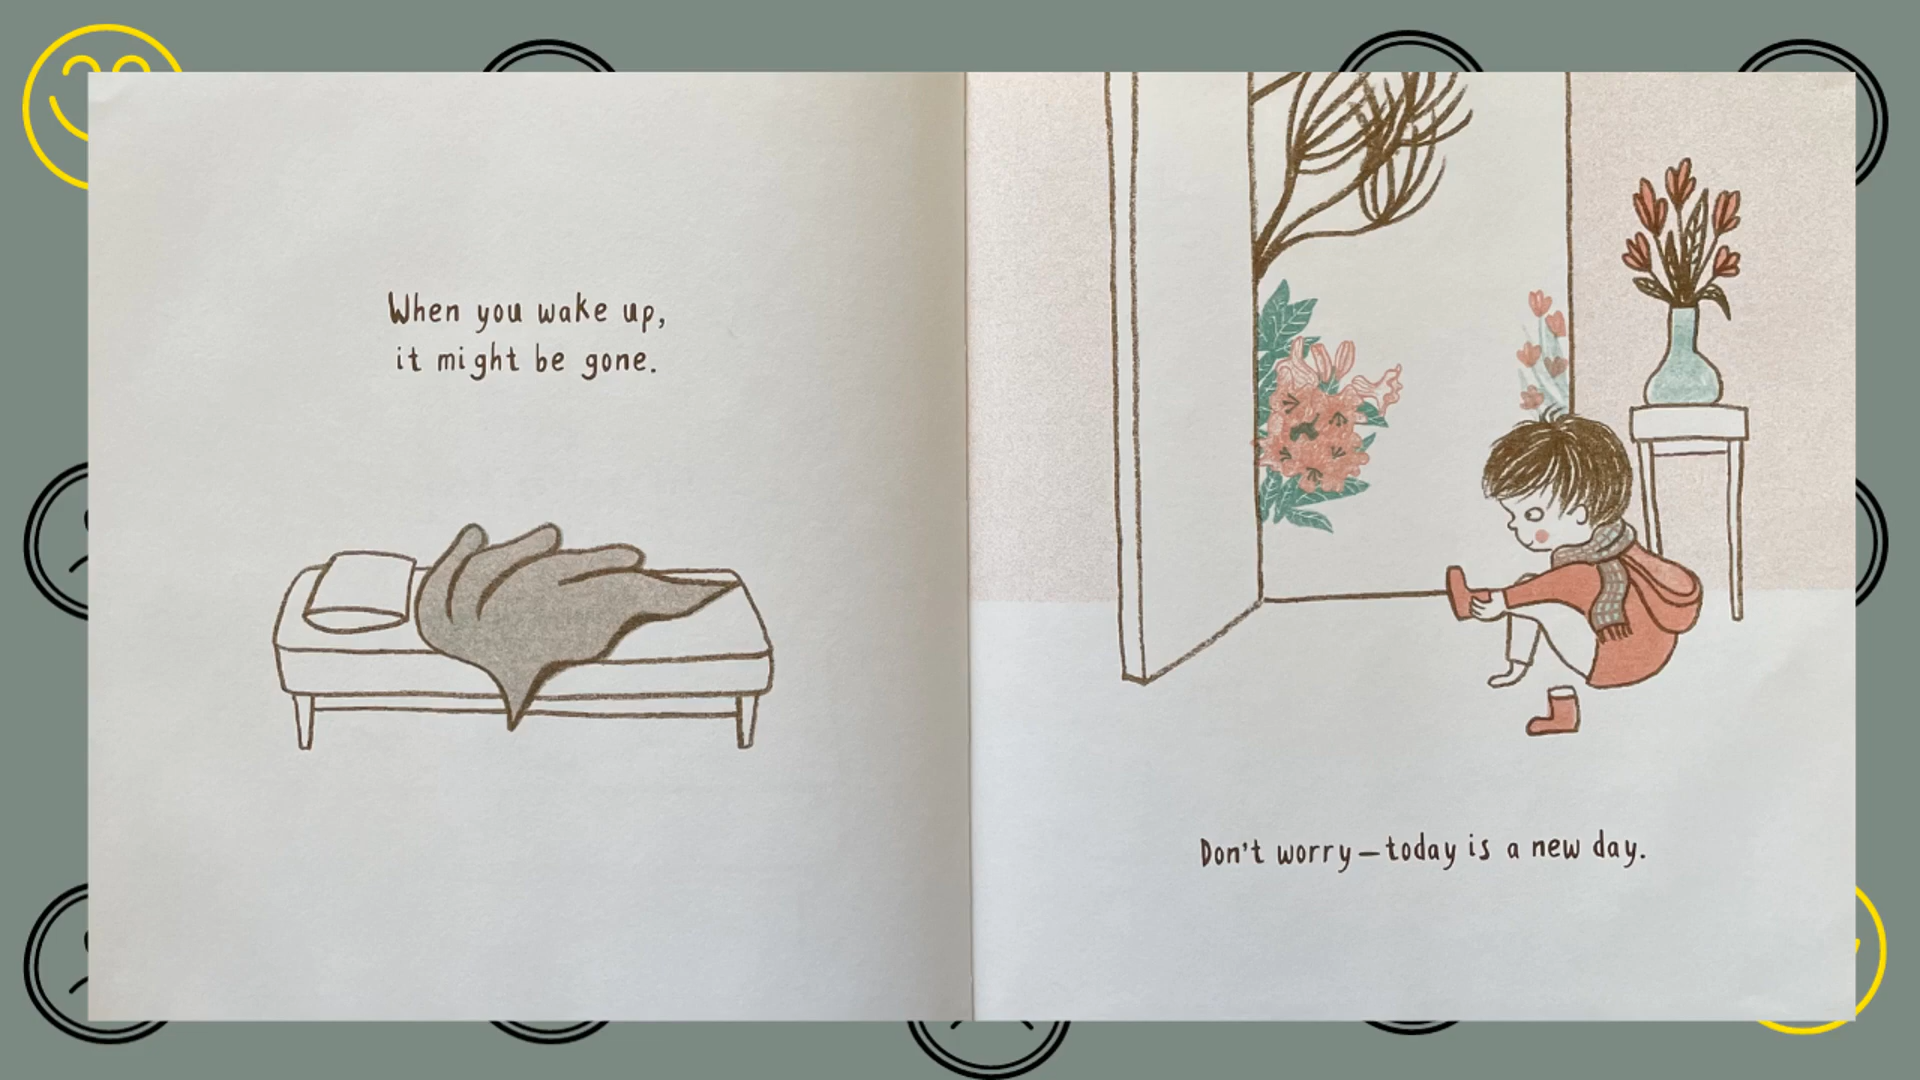 When you wake up,
it might be gone.
Don't worry—today is a new day.